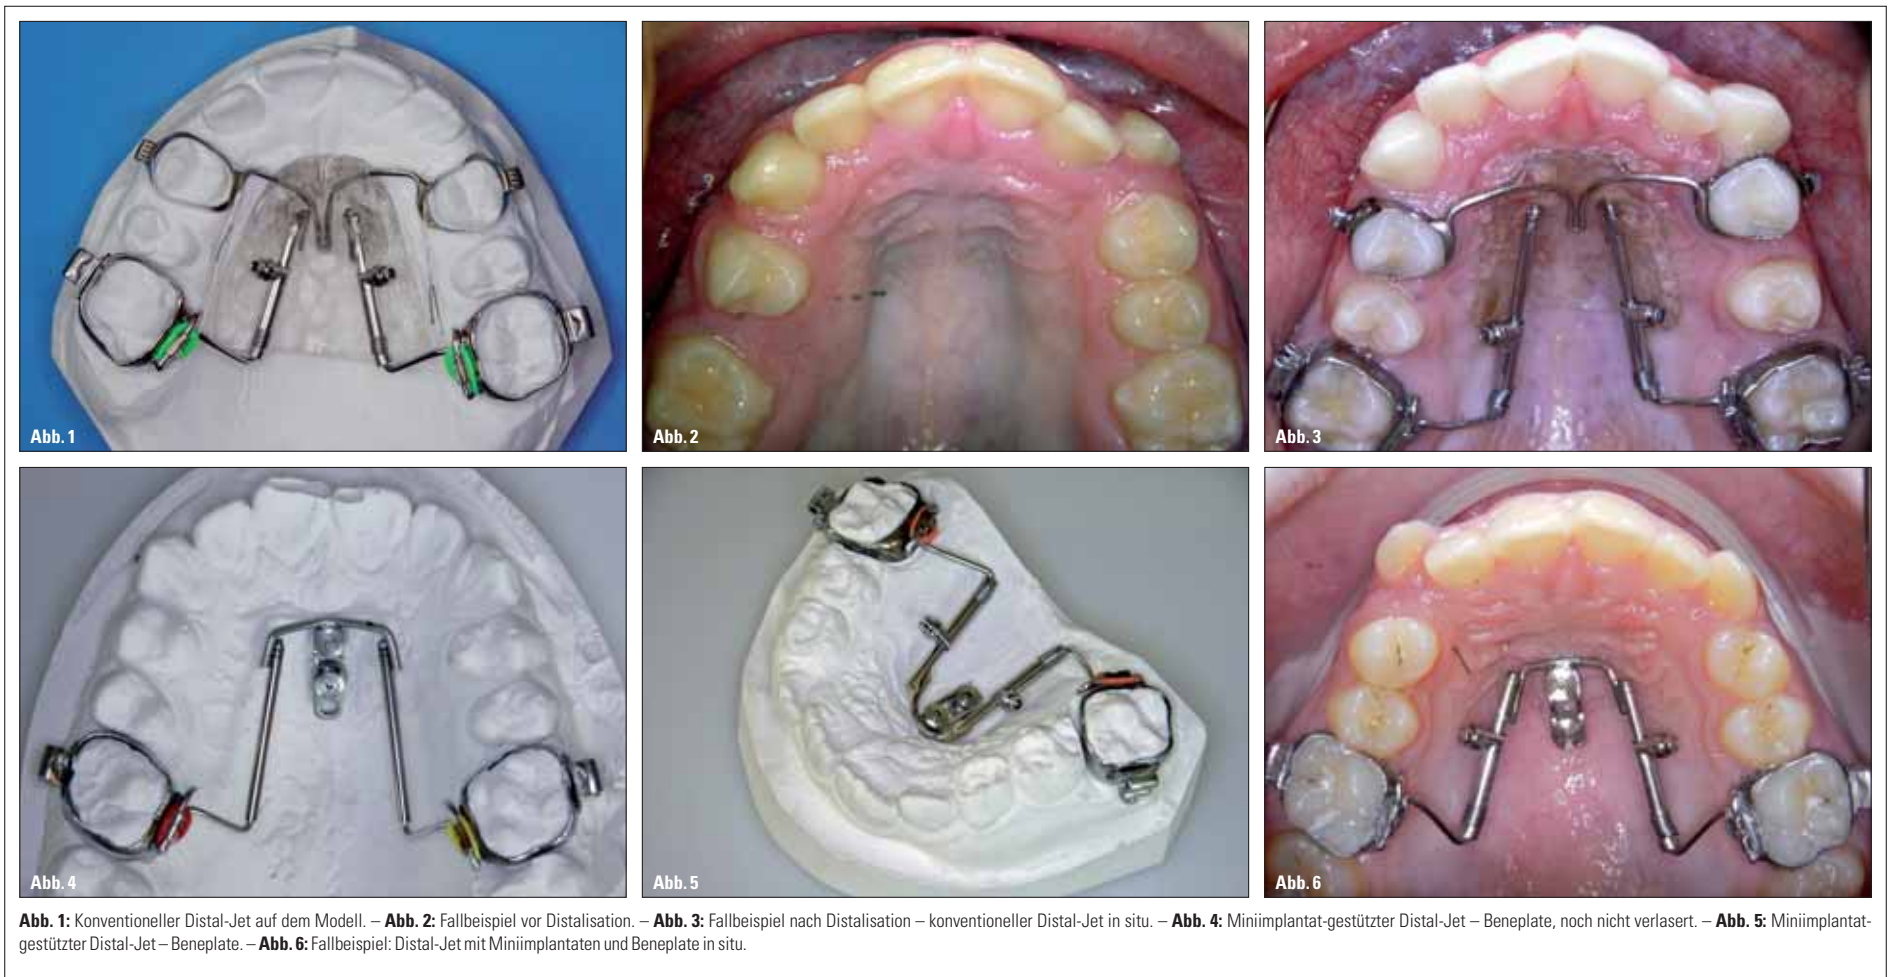 Abb. 1
Abb. 2
Abb. 3
Abb. 4
Abb. 5
Abb. 6
Abb. 1: Konventioneller Distal-Jet auf dem Modell. – Abb. 2: Fallbeispiel vor Distalisation. – Abb. 3: Fallbeispiel nach Distalisation – konventioneller Distal-Jet in situ. – Abb. 4: Miniimplantat-gestützter Distal-Jet – Beneplate, noch nicht verlasert. – Abb. 5: Miniimplantat-
gestützter Distal-Jet – Beneplate. – Abb. 6: Fallbeispiel: Distal-Jet mit Miniimplantaten und Beneplate in situ.